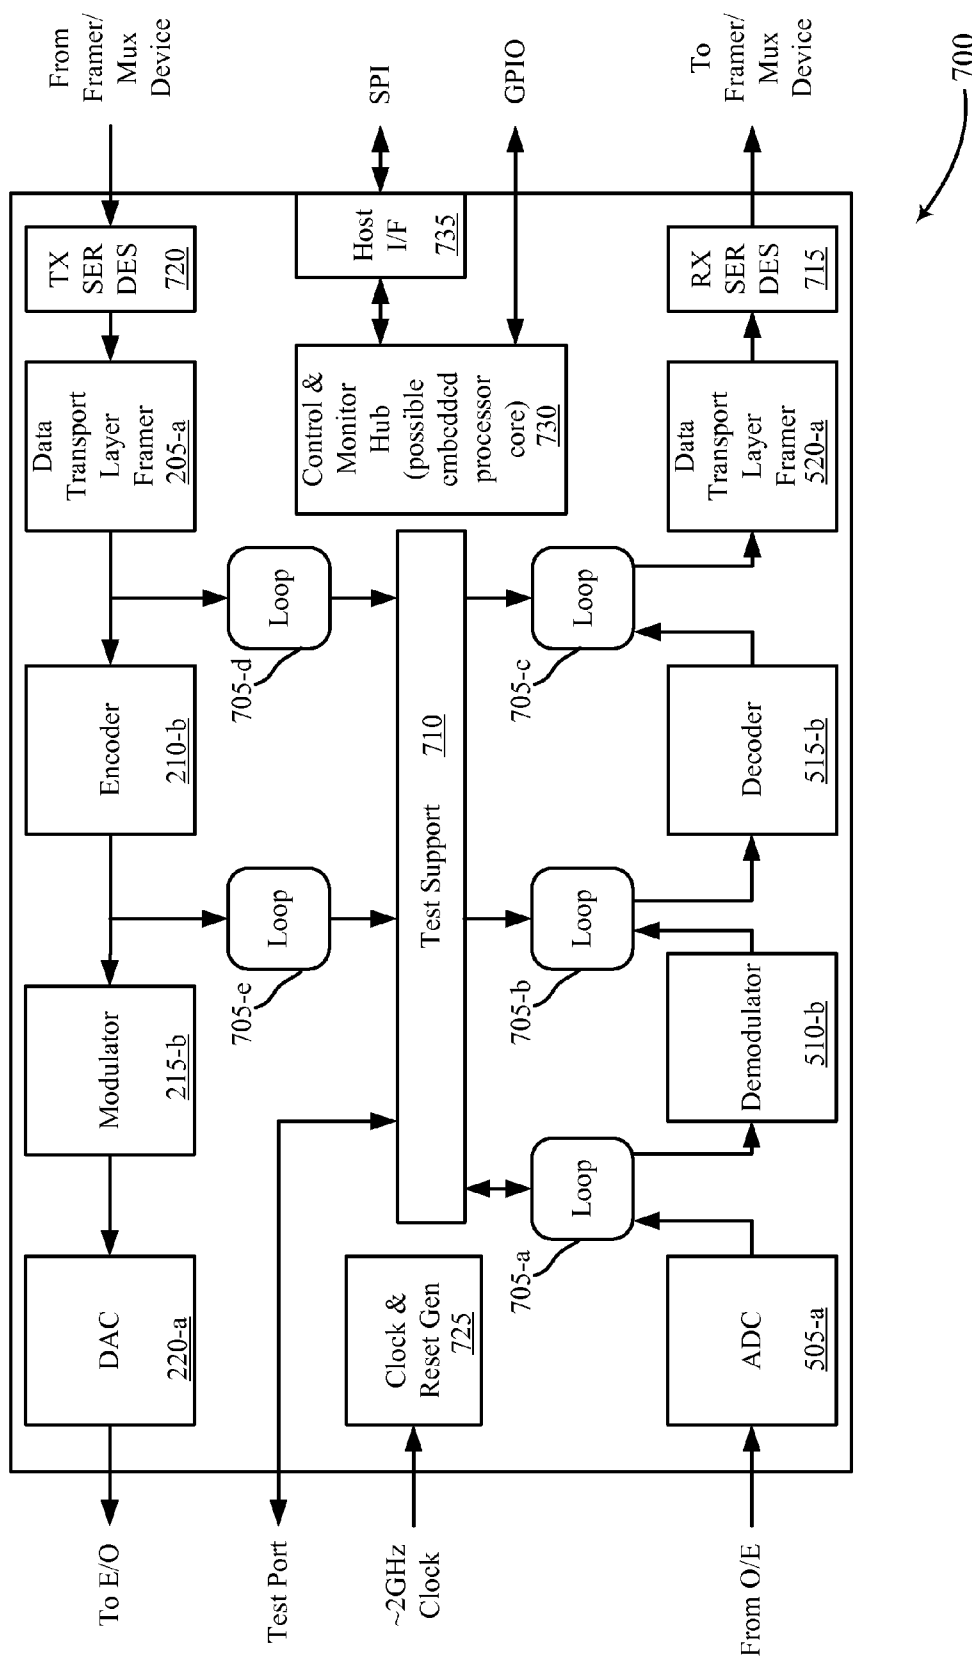 From
Framer/
Mux
Device
TX
SER
DES
720
Data
Transport
Layer
Framer
205-a
Encoder
210-b
Modulator
215-b
DAC
220-a
To E/O
SPI
GPIO
Host
I/F
735
Control &
Monitor
Hub
(possible
embedded
processor
core)
730
Loop
705-d
Loop
705-e
Test Support
710
Test Port
Clock &
Reset Gen
725
~2GHz
Clock
Loop
705-c
Loop
705-b
Loop
705-a
To
Framer/
Mux
Device
RX
SER
DES
715
Data
Transport
Layer
Framer
520-a
Decoder
515-b
Demodulator
510-b
ADC
505-a
From O/E
700